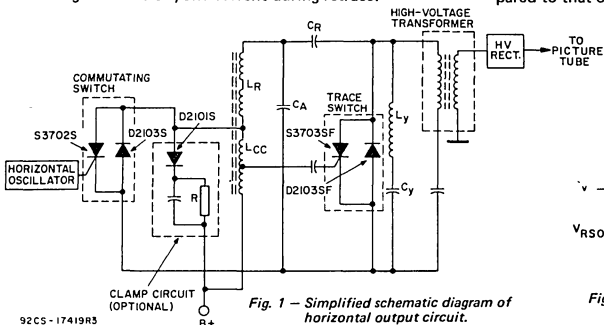 pared to that o
HIGH-VOLTAGE
TRANSFORMER
CR
HV
RECT.
TO
PICTURE
TUBE
COMMUTATING
SWITCH
LR
TRACE
SWITCH
S3702S
D2103S
D2101S
CA
S3703SF
Ly
LCC
HORIZONTAL
OSCILLATOR
R
D2103SF
Cy
v
VRSO
CLAMP CIRCUIT
(OPTIONAL)
B+
Fig. 1 — Simplified schematic diagram of
horizontal output circuit.
Fig
92CS-17419R3